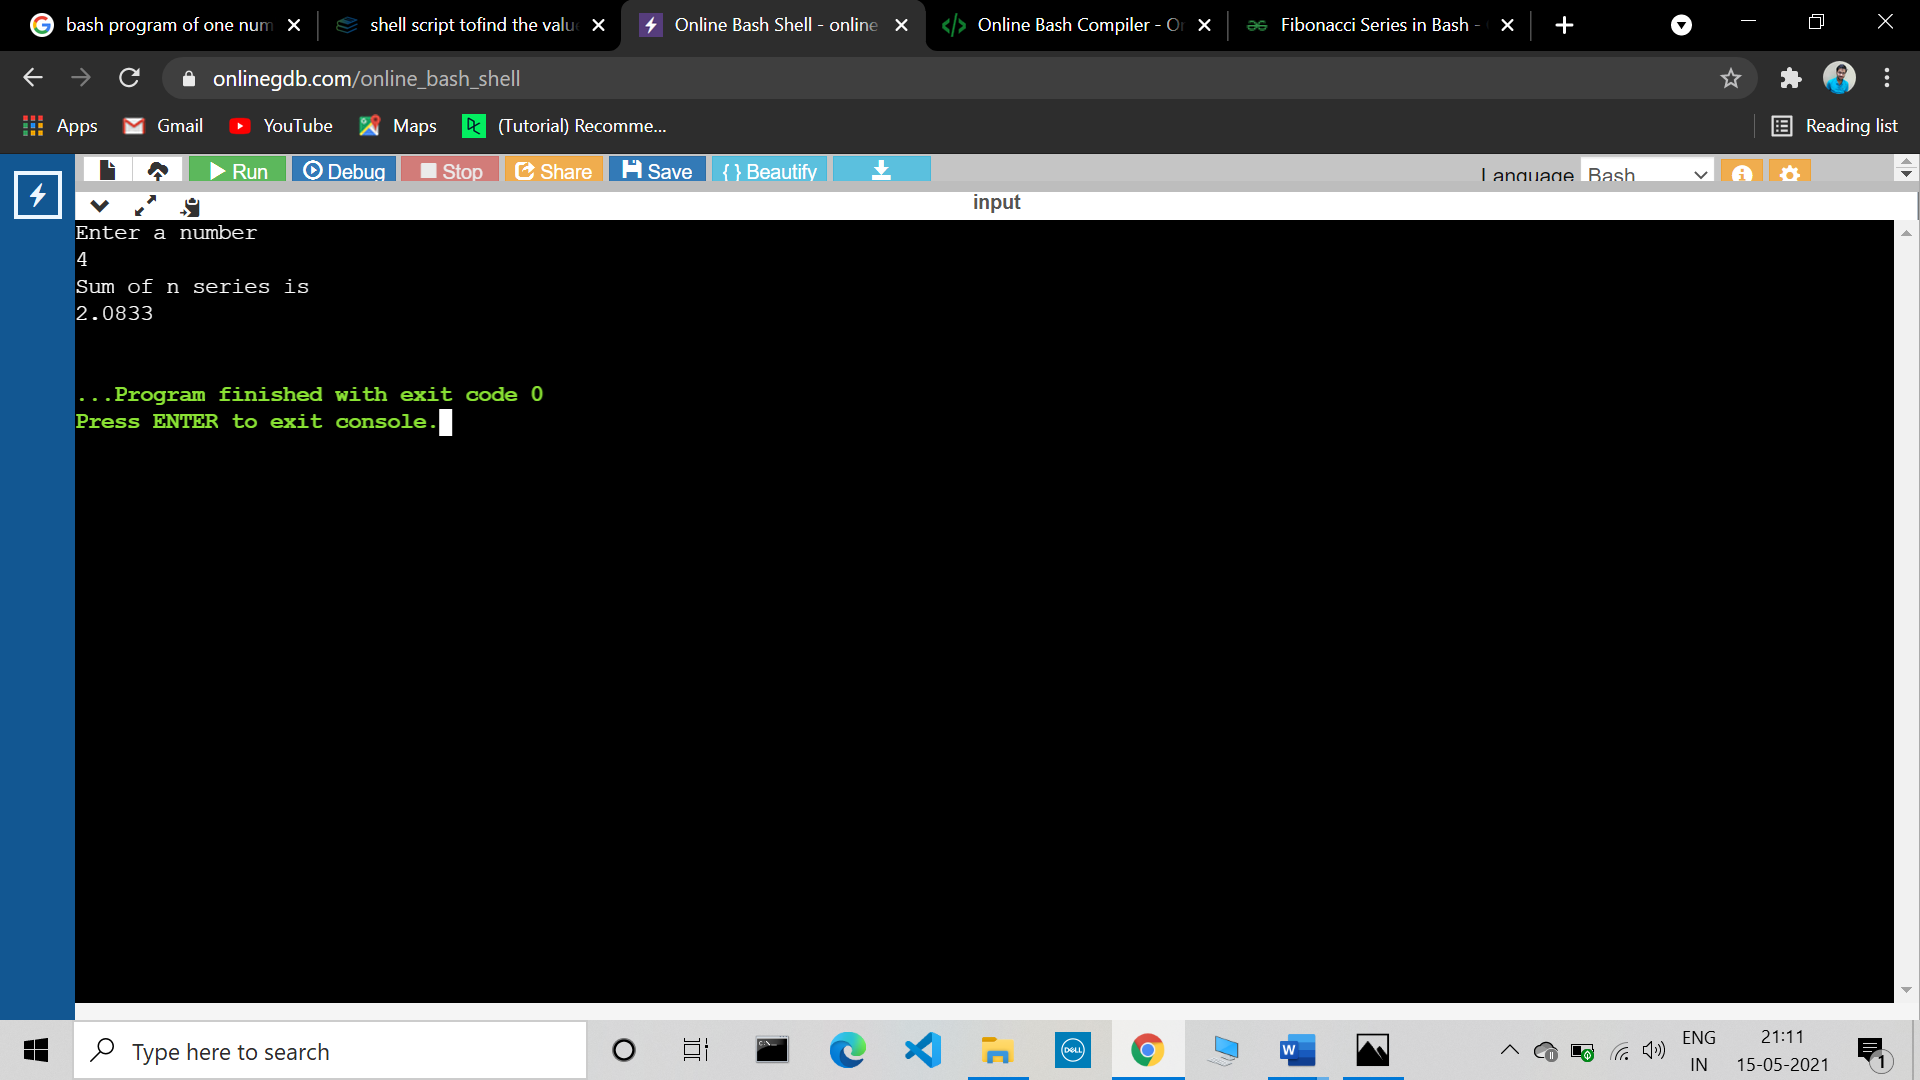 bash program of one num
shell script tofind the valu
Online Bash Shell - online
Online Bash Compiler - O
Fibonacci Series in Bash -
onlinegdb.com/online_bash_shell
Apps
Gmail
YouTube
Maps
(Tutorial) Recomme...
Reading list
Run
Debug
Stop
Share
Save
{ } Beautify
Language
Bash
input
Enter a number
4
Sum of n series is
2.0833
...Program finished with exit code 0
Press ENTER to exit console.
Type here to search
C:\
DELL
W
ENG
IN
21:11
15-05-2021
1